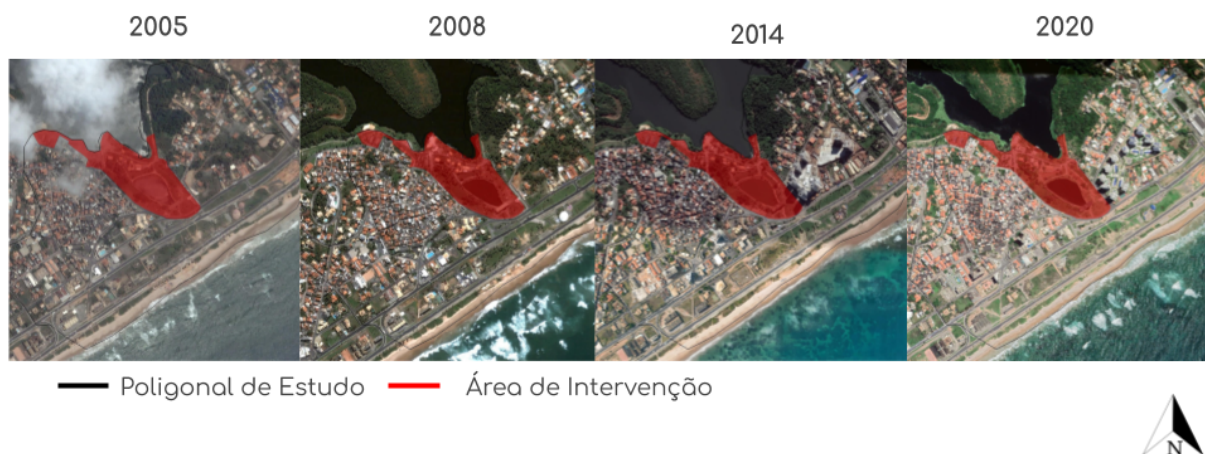 2005
2008
2014
2020
Poligonal de Estudo
Área de Intervenção
N